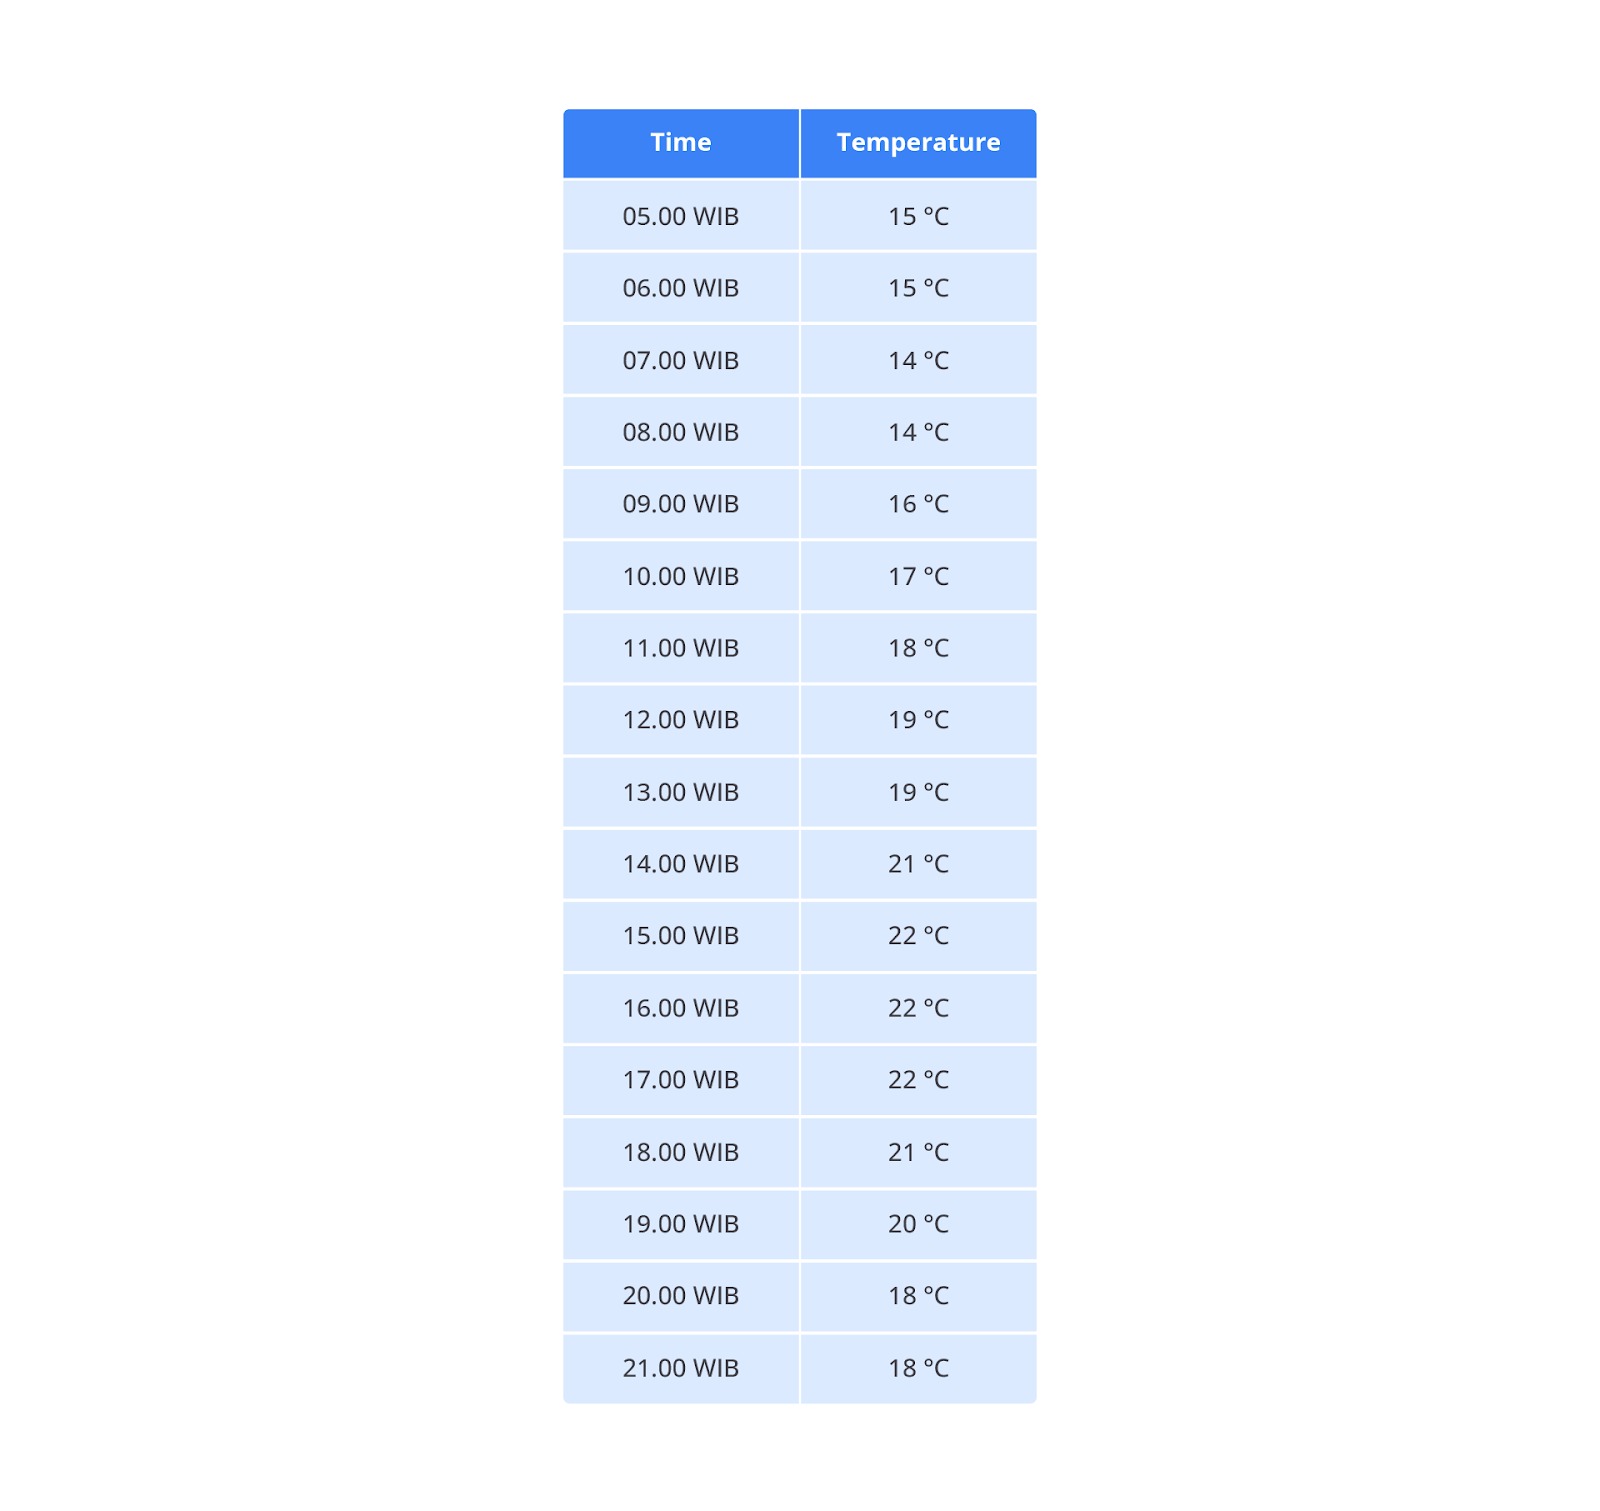 Time Temperature
05.00 WIB 15 °C
06.00 WIB 15 °C
07.00 WIB 14 °C
08.00 WIB 14 °C
09.00 WIB 16 °C
10.00 WIB 17 °C
11.00 WIB 18 °C
12.00 WIB 19 °C
13.00 WIB 19 °C
14.00 WIB 21 °C
15.00 WIB 22 °C
16.00 WIB 22 °C
17.00 WIB 22 °C
18.00 WIB 21 °C
19.00 WIB 20 °C
20.00 WIB 18 °C
21.00 WIB 18 °C